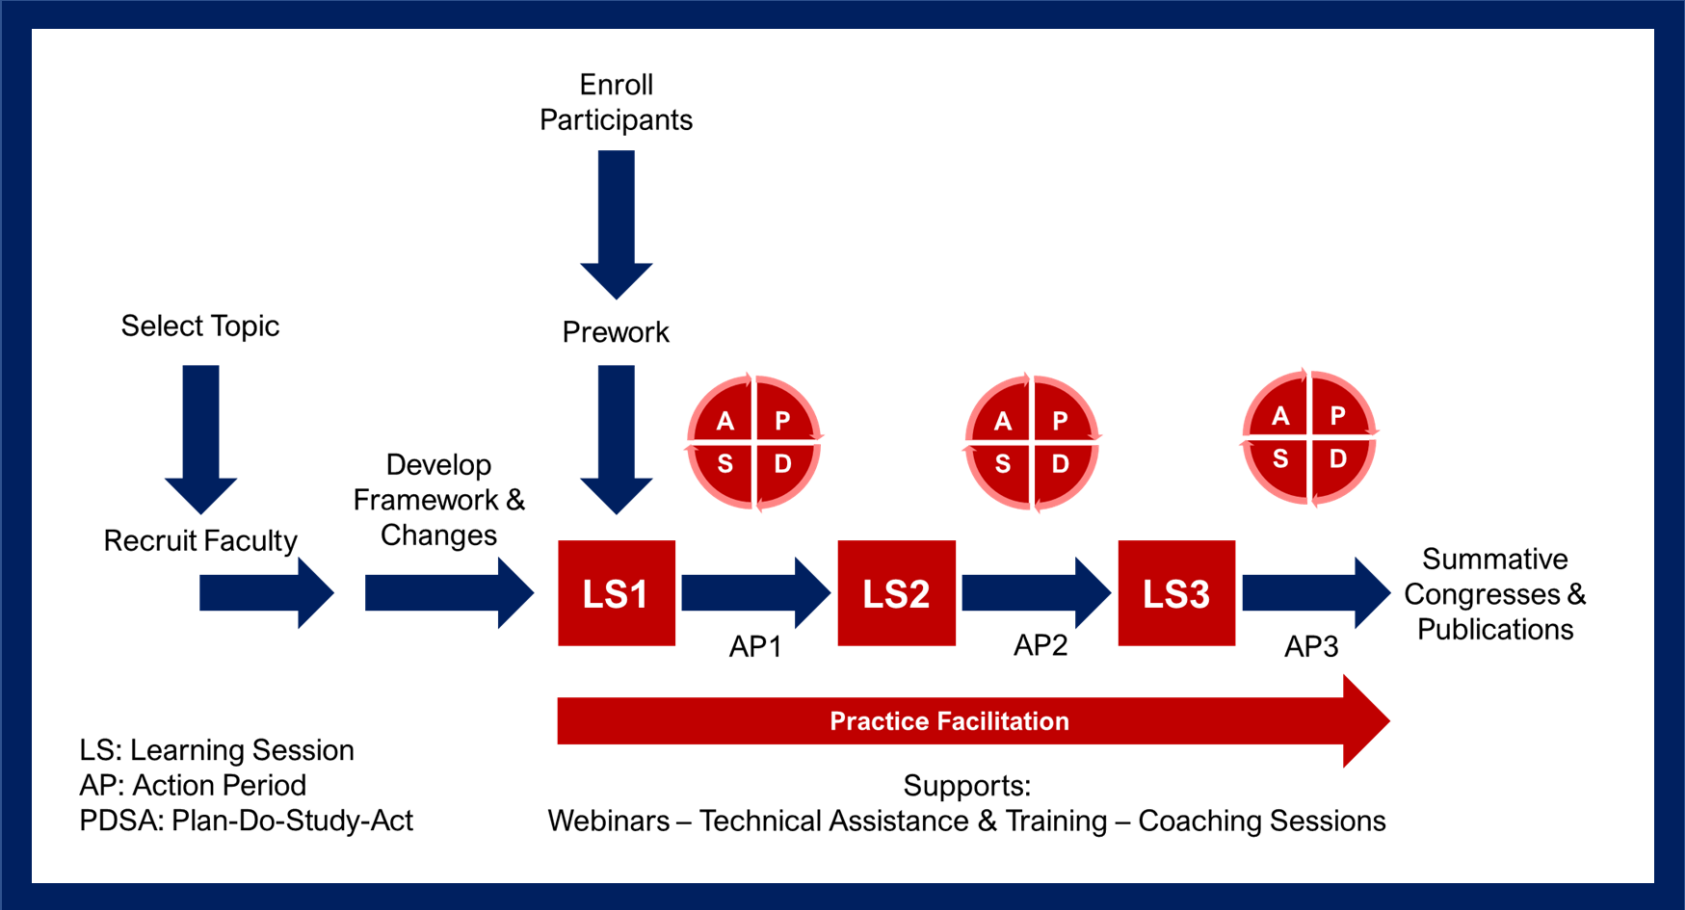 Enroll
Participants
Select Topic
Prework
A P
S D
A P
S D
A P
S D
Develop
Framework &
Changes
Recruit Faculty
LS1
LS2
LS3
Summative
Congresses &
Publications
AP1
AP2
AP3
Practice Facilitation
LS: Learning Session
AP: Action Period
PDSA: Plan-Do-Study-Act
Supports:
Webinars – Technical Assistance & Training – Coaching Sessions